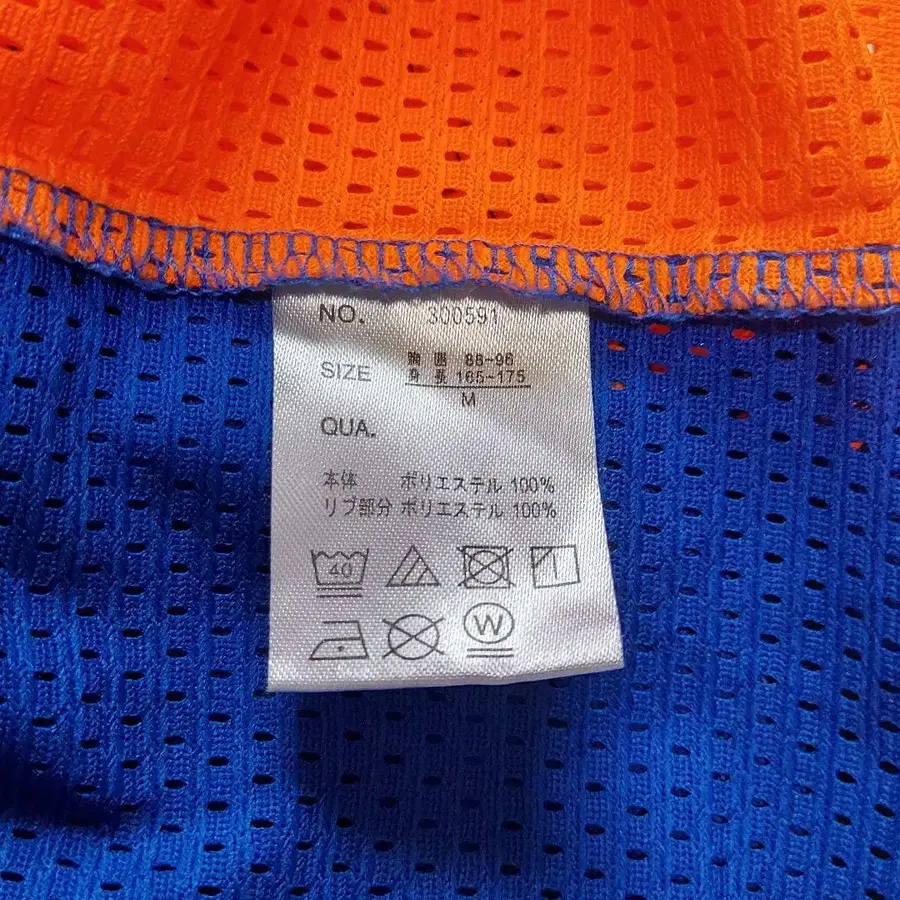 NO. 300591
SIZE 胸囲 88~96
身長 165~175
M
QUA.
本体 ポリエステル 100%
リブ部分 ポリエステル 100%
40
W